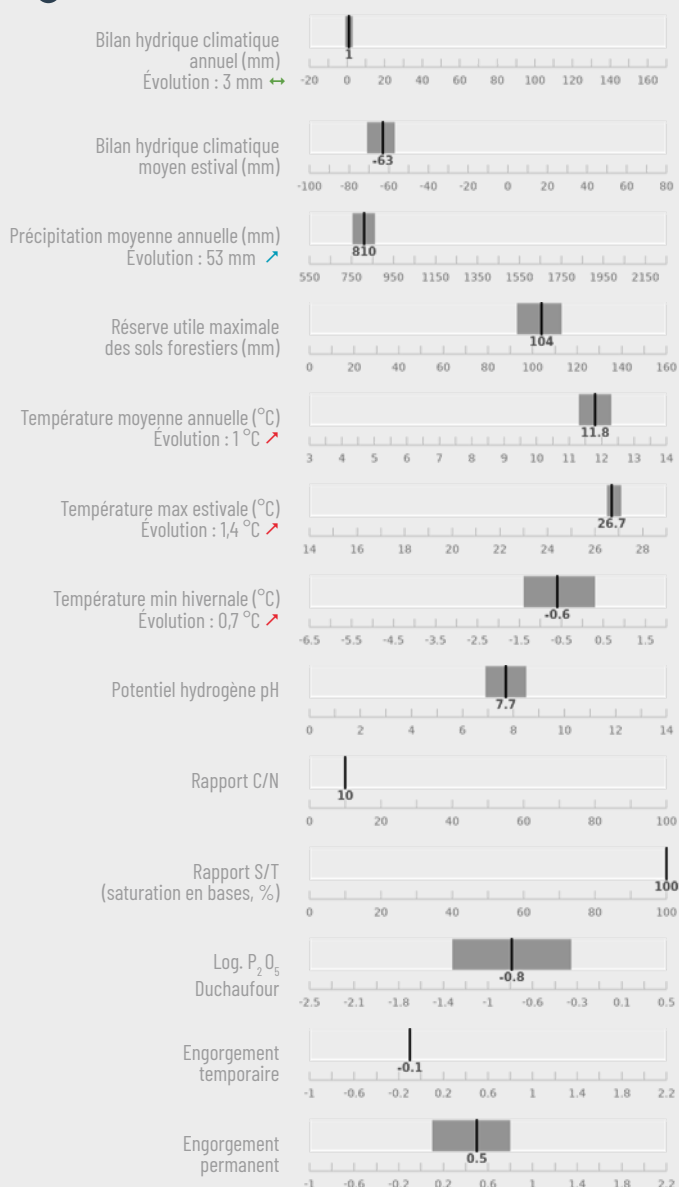 Bilan hydrique climatique
annuel (mm)
Évolution : 3 mm ↔
1
-20 0 20 40 60 80 100 120 140 160
Bilan hydrique climatique
moyen estival (mm)
-63
-100 -80 -60 -40 -20 0 20 40 60 80
Précipitation moyenne annuelle (mm)
Évolution : 53 mm ↗
810
550 750 950 1150 1350 1550 1750 1950 2150
Réserve utile maximale
des sols forestiers (mm)
104
0 20 40 60 80 100 120 140 160
Température moyenne annuelle (°C)
Évolution : 1 °C ↗
11.8
3 4 5 6 7 8 9 10 11 12 13 14
Température max estivale (°C)
Évolution : 1,4 °C ↗
26.7
14 16 18 20 22 24 26 28
Température min hivernale (°C)
Évolution : 0,7 °C ↗
-0.6
-6.5 -5.5 -4.5 -3.5 -2.5 -1.5 -0.5 0.5 1.5
Potentiel hydrogène pH
7.7
0 2 4 6 8 10 12 14
Rapport C/N
10
0 20 40 60 80 100
Rapport S/T
(saturation en bases, %)
100
0 20 40 60 80 100
Log. P₂O₅
Duchaufour
-0.8
-2.5 -2.1 -1.8 -1.4 -1 -0.6 -0.3 0.1 0.5
Engorgement
temporaire
-0.1
-1 -0.6 -0.2 0.2 0.6 1 1.4 1.8 2.2
Engorgement
permanent
0.5
-1 -0.6 -0.2 0.2 0.6 1 1.4 1.8 2.2